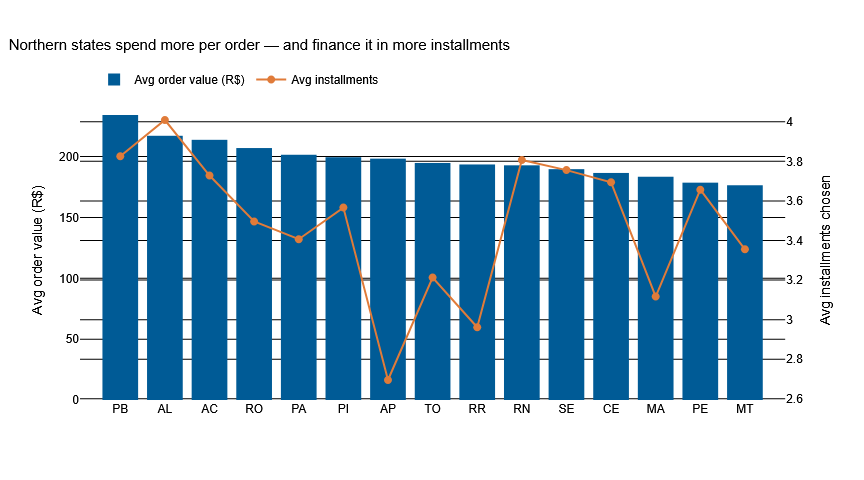 Northern states spend more per order — and finance it in more installments
Avg order value (R$) Avg installments
Avg order value (R$)
200
150
100
50
0
4
3.8
3.6
3.4
3.2
3
2.8
2.6
Avg installments chosen
PB AL AC RO PA PI AP TO RR RN SE CE MA PE MT